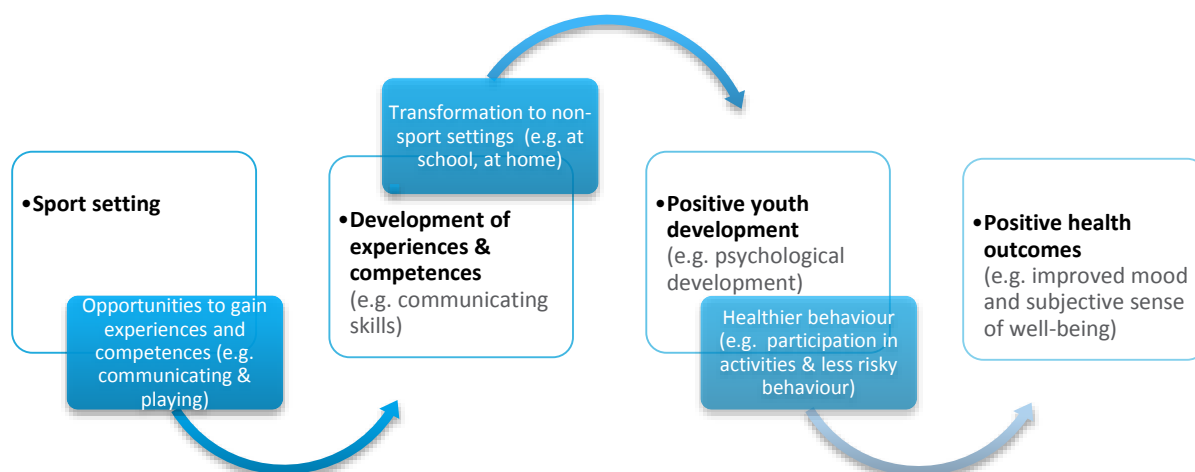 •Sport setting
Opportunities to gain
experiences and
competences (e.g.
communicating &
playing)
Transformation to non-
sport settings  (e.g. at
school, at home)
•Development of
experiences &
competences
(e.g. communicating
skills)
•Positive youth
development
(e.g. psychological
development)
Healthier behaviour
(e.g.  participation in
activities & less risky
behaviour)
•Positive health
outcomes
(e.g. improved mood
and subjective sense
of well-being)